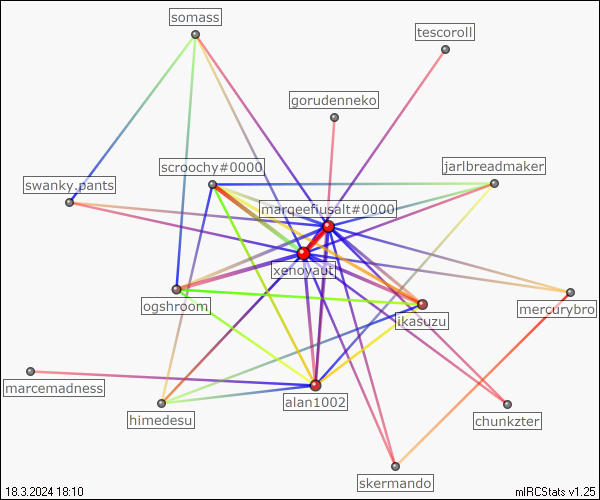 somass
tescoroll
gorudenneko
scroochy#0000
jarlbreadmaker
swanky.pants
marqeefiusalt#0000
xenoyaut
ogshroom
mercurybro
ikasuzu
marcemadness
alan1002
himedesu
chunkzter
skermando
18.3.2024 18:10
mIRCStats v1.25